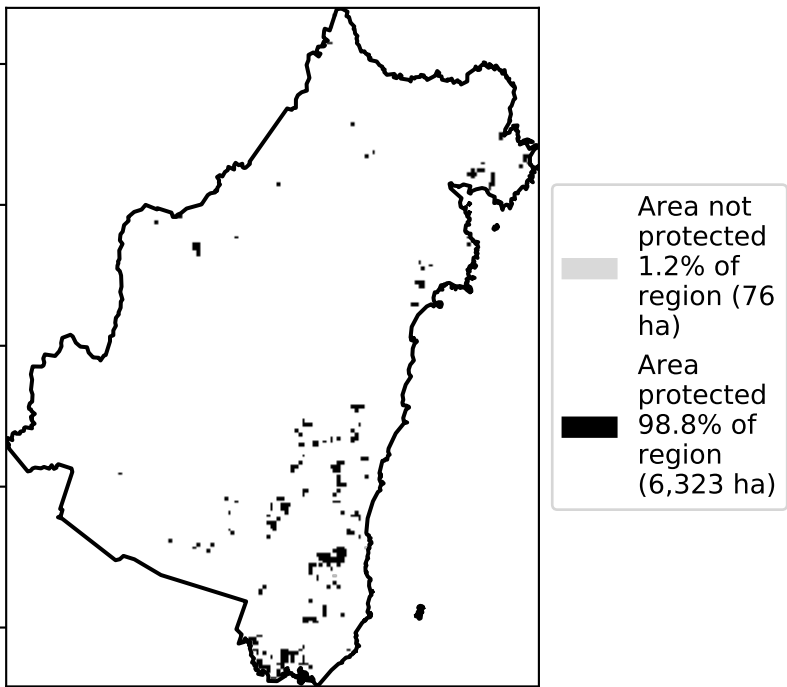 Area not
protected
1.2% of
region (76
ha)
Area
protected
98.8% of
region
(6,323 ha)